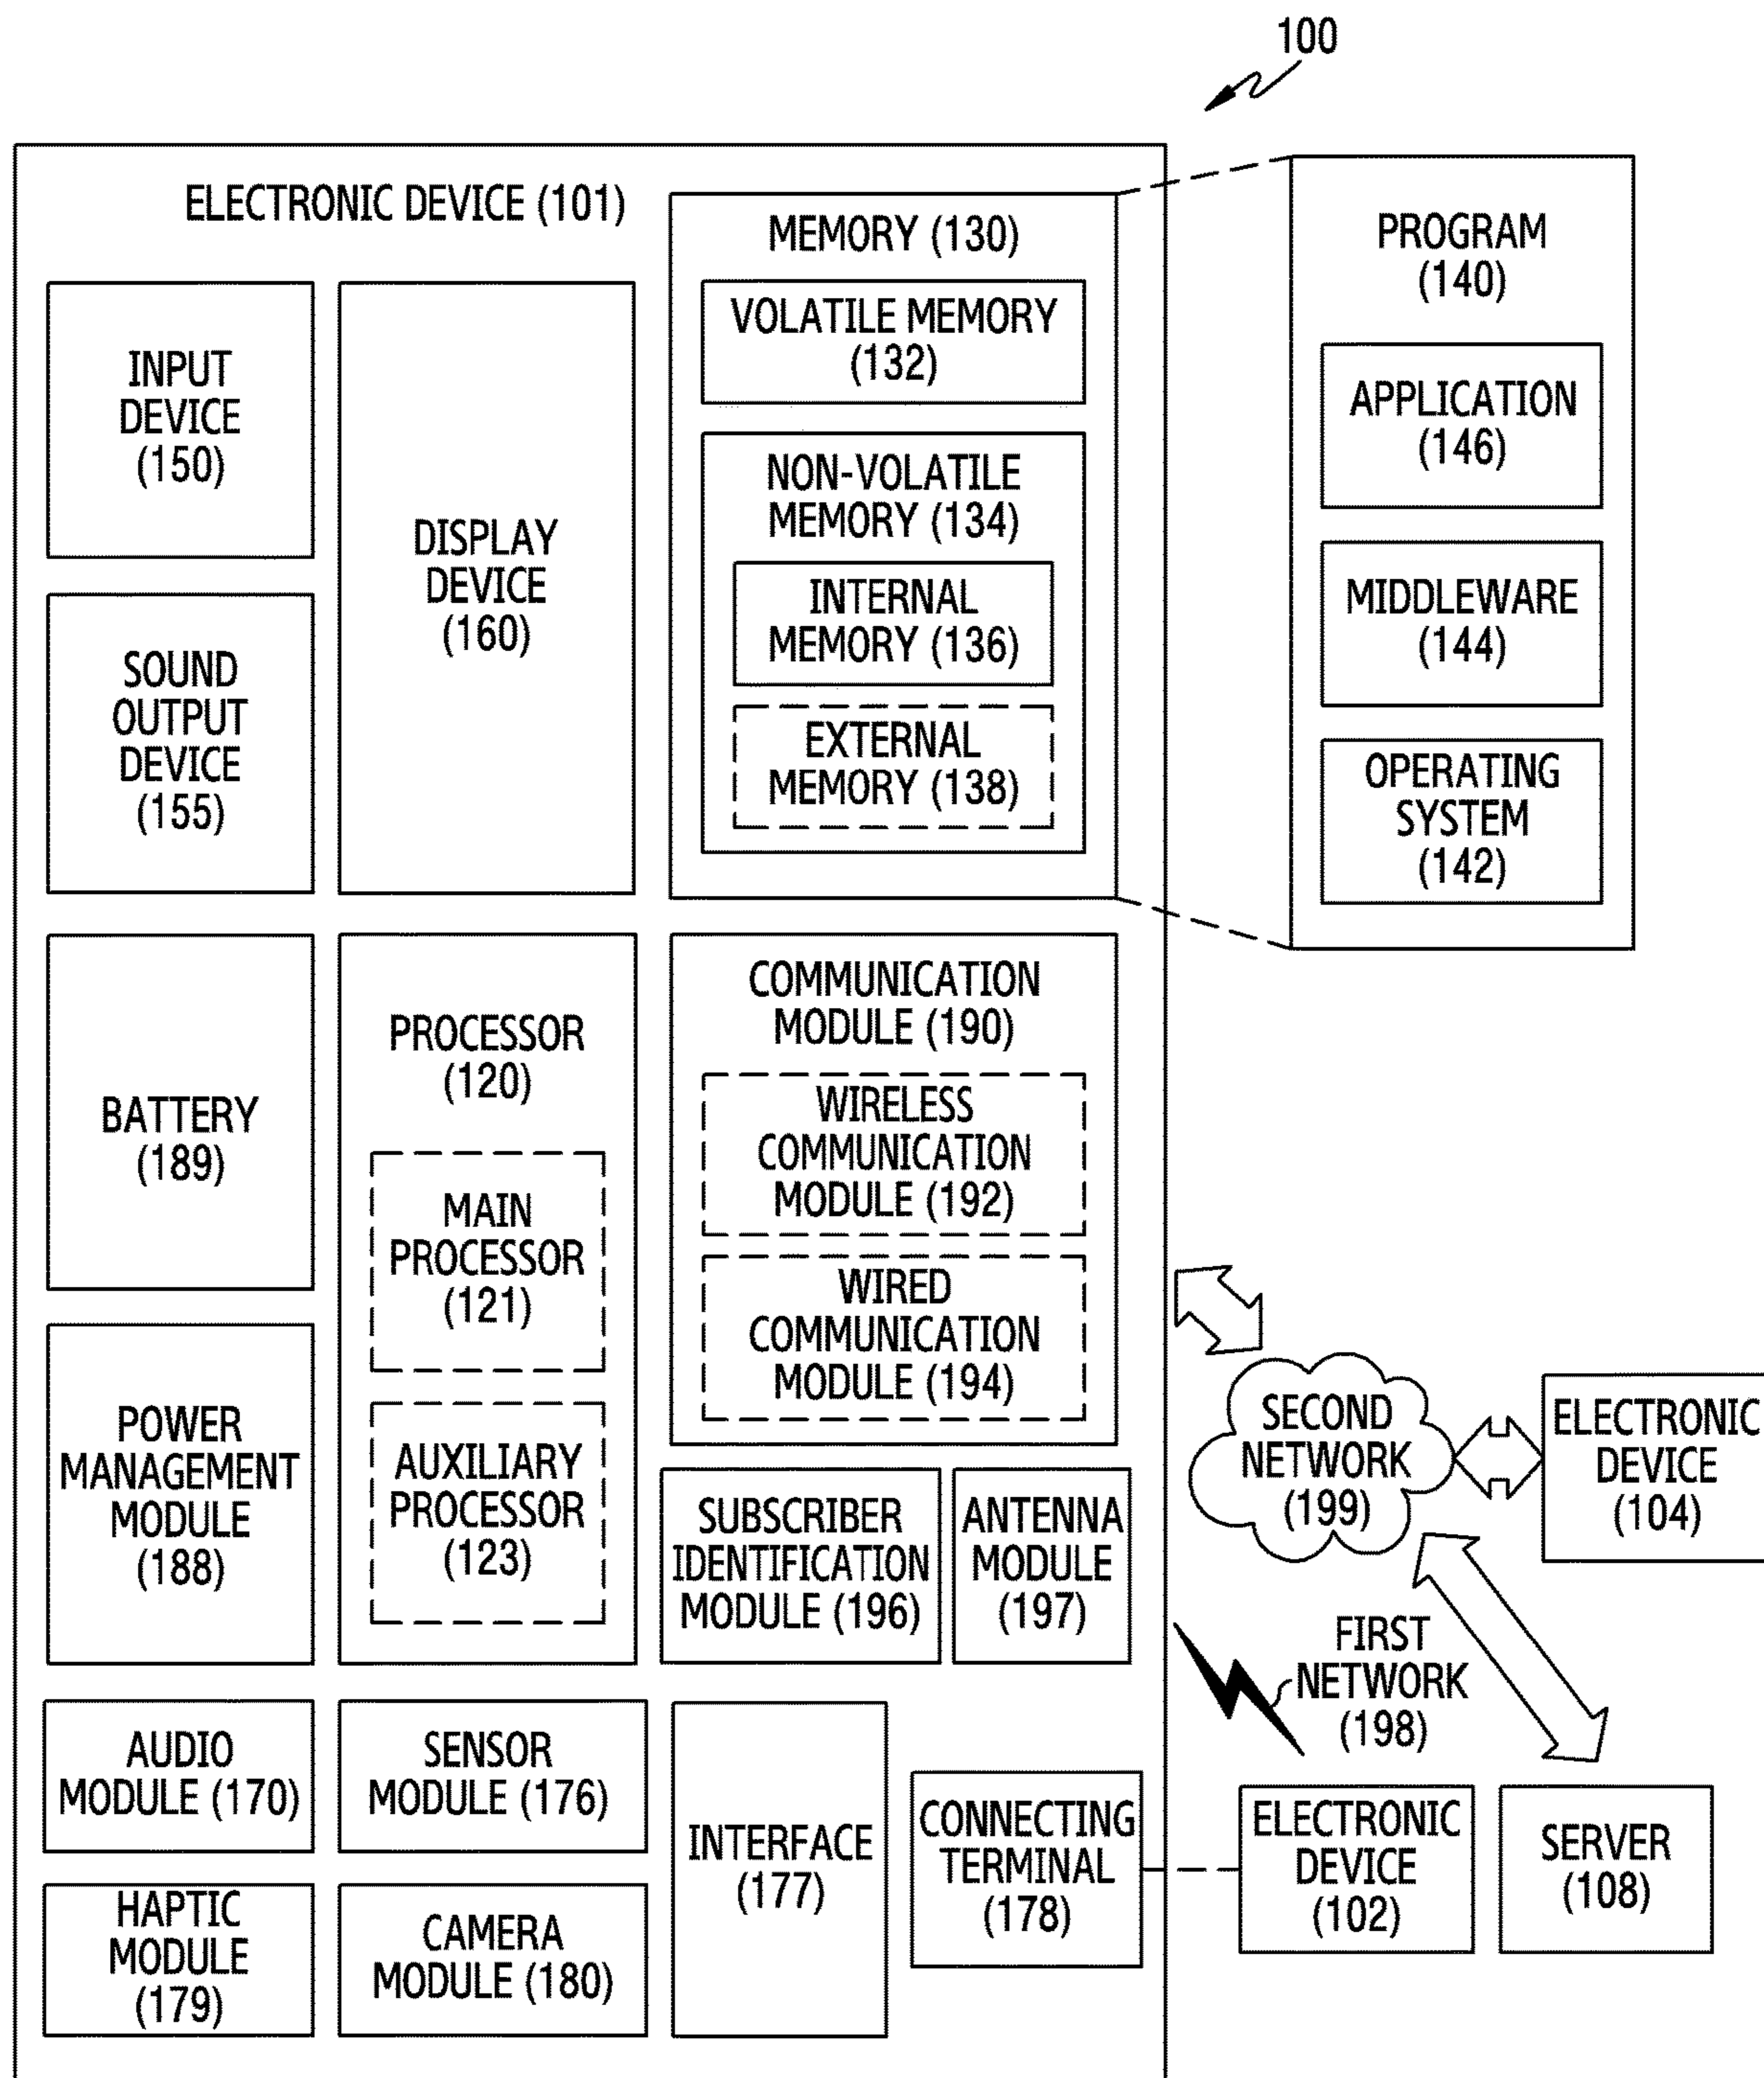 100
ELECTRONIC DEVICE (101)
INPUT
DEVICE
(150)
SOUND
OUTPUT
DEVICE
(155)
DISPLAY
DEVICE
(160)
MEMORY (130)
VOLATILE MEMORY
(132)
NON-VOLATILE
MEMORY (134)
INTERNAL
MEMORY (136)
EXTERNAL
MEMORY (138)
PROGRAM
(140)
APPLICATION
(146)
MIDDLEWARE
(144)
OPERATING
SYSTEM
(142)
BATTERY
(189)
POWER
MANAGEMENT
MODULE
(188)
PROCESSOR
(120)
MAIN
PROCESSOR
(121)
AUXILIARY
PROCESSOR
(123)
COMMUNICATION
MODULE (190)
WIRELESS
COMMUNICATION
MODULE (192)
WIRED
COMMUNICATION
MODULE (194)
SUBSCRIBER
IDENTIFICATION
MODULE (196)
ANTENNA
MODULE
(197)
SECOND
NETWORK
(199)
ELECTRONIC
DEVICE
(104)
FIRST
NETWORK
(198)
AUDIO
MODULE (170)
SENSOR
MODULE (176)
HAPTIC
MODULE
(179)
CAMERA
MODULE (180)
INTERFACE
(177)
CONNECTING
TERMINAL
(178)
ELECTRONIC
DEVICE
(102)
SERVER
(108)